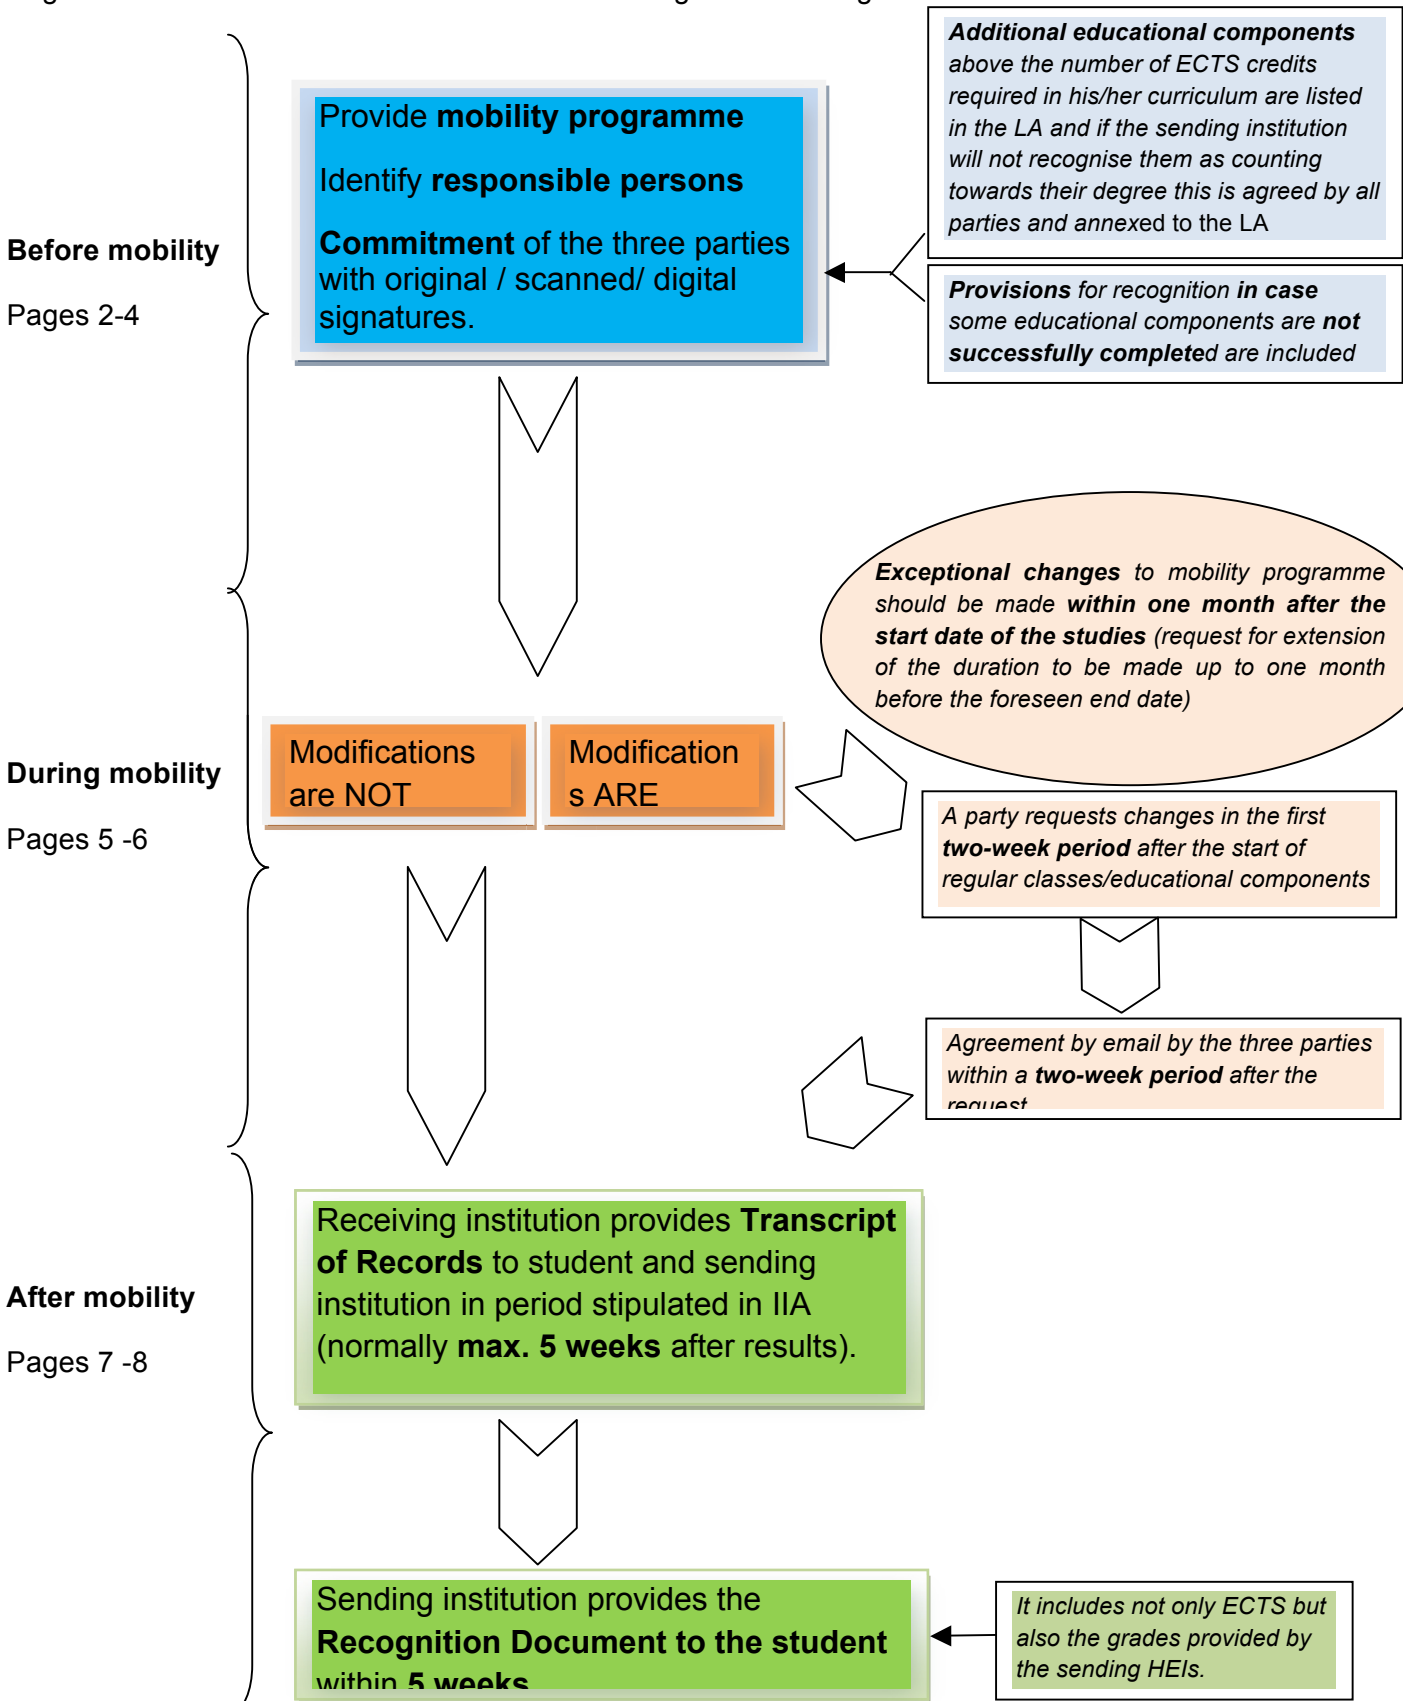 Additional educational components
above the number of ECTS credits
required in his/her curriculum are listed
in the LA and if the sending institution
will not recognise them as counting
towards their degree this is agreed by all
parties and annexed to the LA
Provide mobility programme
Identify responsible persons
Commitment of the three parties
with original / scanned/ digital
signatures.
Before mobility
Pages 2-4
Provisions for recognition in case
some educational components are not
successfully completed are included
Exceptional changes to mobility programme
should be made within one month after the
start date of the studies (request for extension
of the duration to be made up to one month
before the foreseen end date)
During mobility
Pages 5 -6
Modifications
are NOT
Modification
s ARE
A party requests changes in the first
two-week period after the start of
regular classes/educational components
Agreement by email by the three parties
within a two-week period after the
request
After mobility
Pages 7 -8
Receiving institution provides Transcript
of Records to student and sending
institution in period stipulated in IIA
(normally max. 5 weeks after results).
Sending institution provides the
Recognition Document to the student
within 5 weeks
It includes not only ECTS but
also the grades provided by
the sending HEIs.